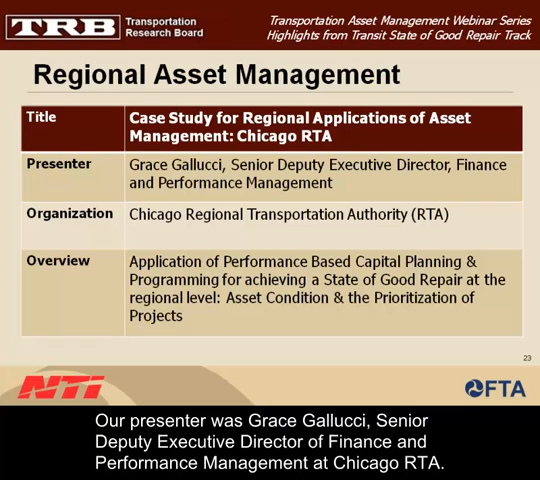 TRB
Transportation
Research Board
Transportation Asset Management Webinar Series
Highlights from Transit State of Good Repair Track
Regional Asset Management
Title
Case Study for Regional Applications of Asset
Management: Chicago RTA
Presenter
Grace Gallucci, Senior Deputy Executive Director, Finance
and Performance Management
Organization
Chicago Regional Transportation Authority (RTA)
Overview
Application of Performance Based Capital Planning &
Programming for achieving a State of Good Repair at the
regional level: Asset Condition & the Prioritization of
Projects
23
NTI
FTA
Our presenter was Grace Gallucci, Senior
Deputy Executive Director of Finance and
Performance Management at Chicago RTA.